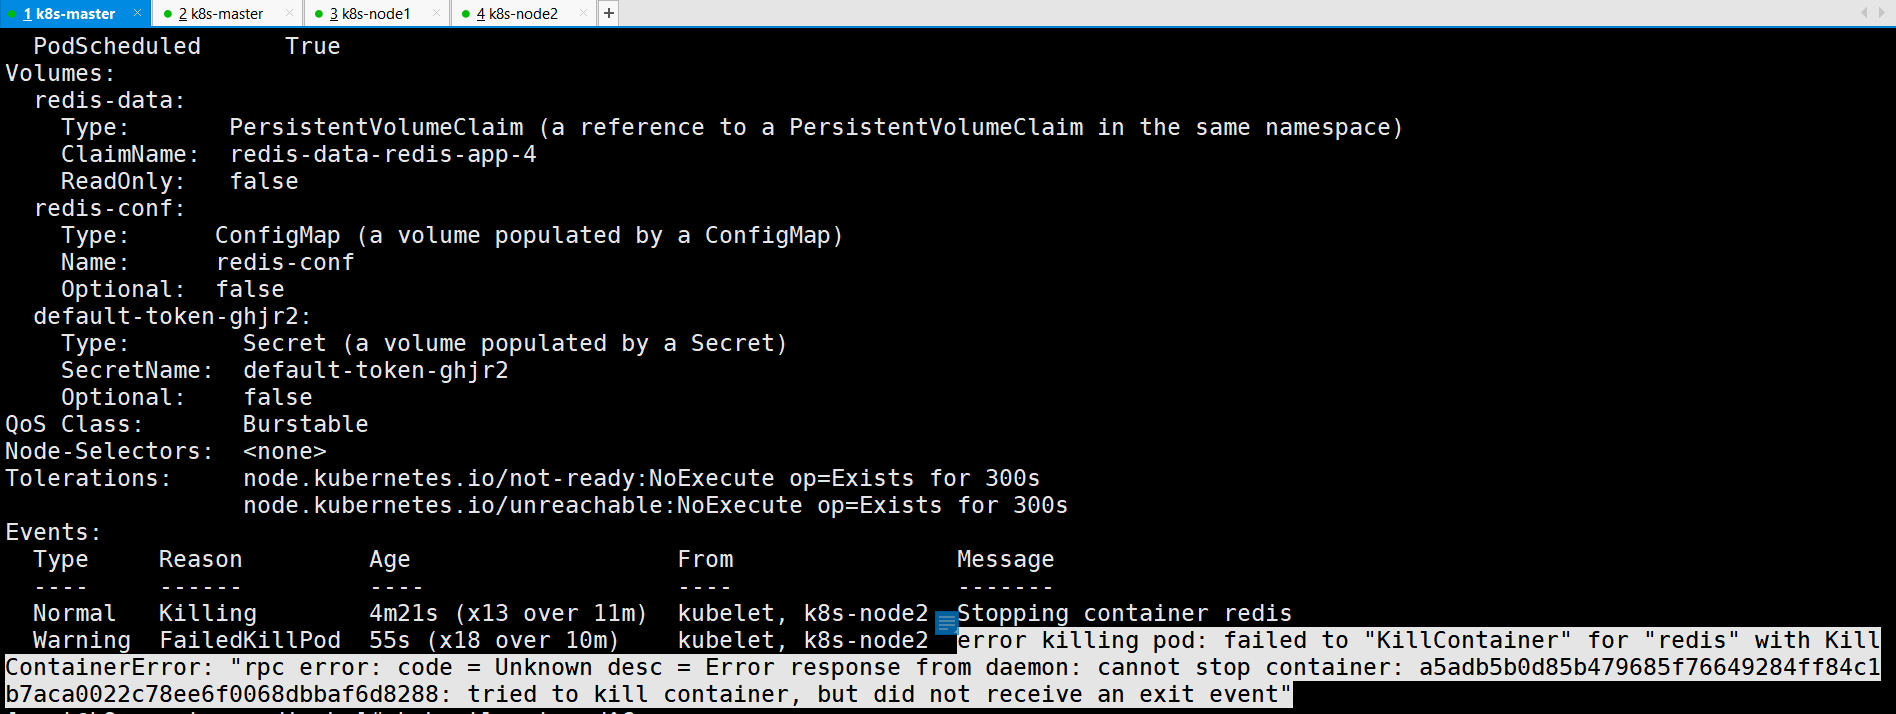 1 k8s-master × 2 k8s-master × 3 k8s-node1 × 4 k8s-node2 × +
PodScheduled True
Volumes:
redis-data:
Type: PersistentVolumeClaim (a reference to a PersistentVolumeClaim in the same namespace)
ClaimName: redis-data-redis-app-4
ReadOnly: false
redis-conf:
Type: ConfigMap (a volume populated by a ConfigMap)
Name: redis-conf
Optional: false
default-token-ghjr2:
Type: Secret (a volume populated by a Secret)
SecretName: default-token-ghjr2
Optional: false
QoS Class: Burstable
Node-Selectors: <none>
Tolerations: node.kubernetes.io/not-ready:NoExecute op=Exists for 300s
node.kubernetes.io/unreachable:NoExecute op=Exists for 300s
Events:
Type Reason Age From Message
---- ------ ---- ---- -------
Normal Killing 4m21s (x13 over 11m) kubelet, k8s-node2 Stopping container redis
Warning FailedKillPod 55s (x18 over 10m) kubelet, k8s-node2 error killing pod: failed to "KillContainer" for "redis" with Kill
ContainerError: "rpc error: code = Unknown desc = Error response from daemon: cannot stop container: a5adb5b0d85b479685f76649284ff84c1
b7aca0022c78ee6f0068dbbaf6d8288: tried to kill container, but did not receive an exit event"